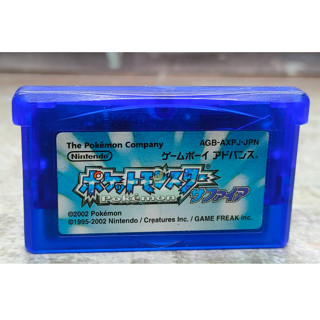 The Pokémon Company AGB-AXPJ-JPN
Nintendo ゲームボーイ アドバンス®
ポケットモンスター
Pokémon サファイア
©2002 Pokémon
©1995-2002 Nintendo / Creatures Inc. / GAME FREAK inc.